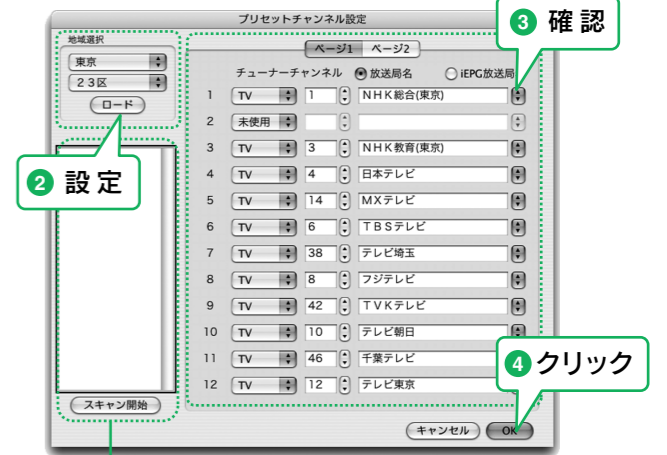 プリセットチャンネル設定
地域選択
東京
23区
ロード
2 設定
スキャン開始
ページ1 ページ2
3 確認
チューナーチャンネル 放送局名 iEPG放送局
1 TV 1 NHK総合(東京)
2 未使用
3 TV 3 NHK教育(東京)
4 TV 4 日本テレビ
5 TV 14 MXテレビ
6 TV 6 TBSテレビ
7 TV 38 テレビ埼玉
8 TV 8 フジテレビ
9 TV 42 TVKテレビ
10 TV 10 テレビ朝日
11 TV 46 千葉テレビ
12 TV 12 テレビ東京
4 クリック
キャンセル OK